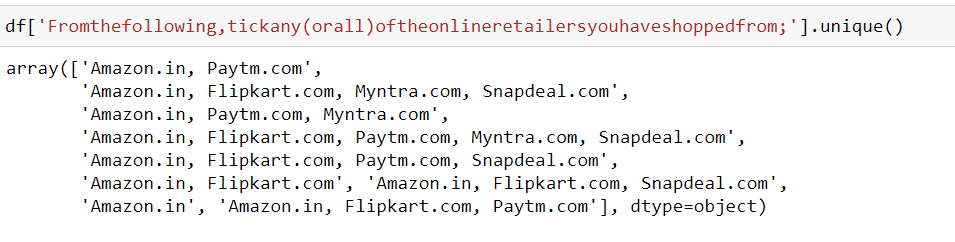 df['Fromthefollowing,tickany(orall)oftheonlineretailersyouhaveshoppedfrom;'].unique()
array(['Amazon.in, Paytm.com',
'Amazon.in, Flipkart.com, Myntra.com, Snapdeal.com',
'Amazon.in, Paytm.com, Myntra.com',
'Amazon.in, Flipkart.com, Paytm.com, Myntra.com, Snapdeal.com',
'Amazon.in, Flipkart.com, Paytm.com, Snapdeal.com',
'Amazon.in, Flipkart.com', 'Amazon.in, Flipkart.com, Snapdeal.com',
'Amazon.in', 'Amazon.in, Flipkart.com, Paytm.com'], dtype=object)